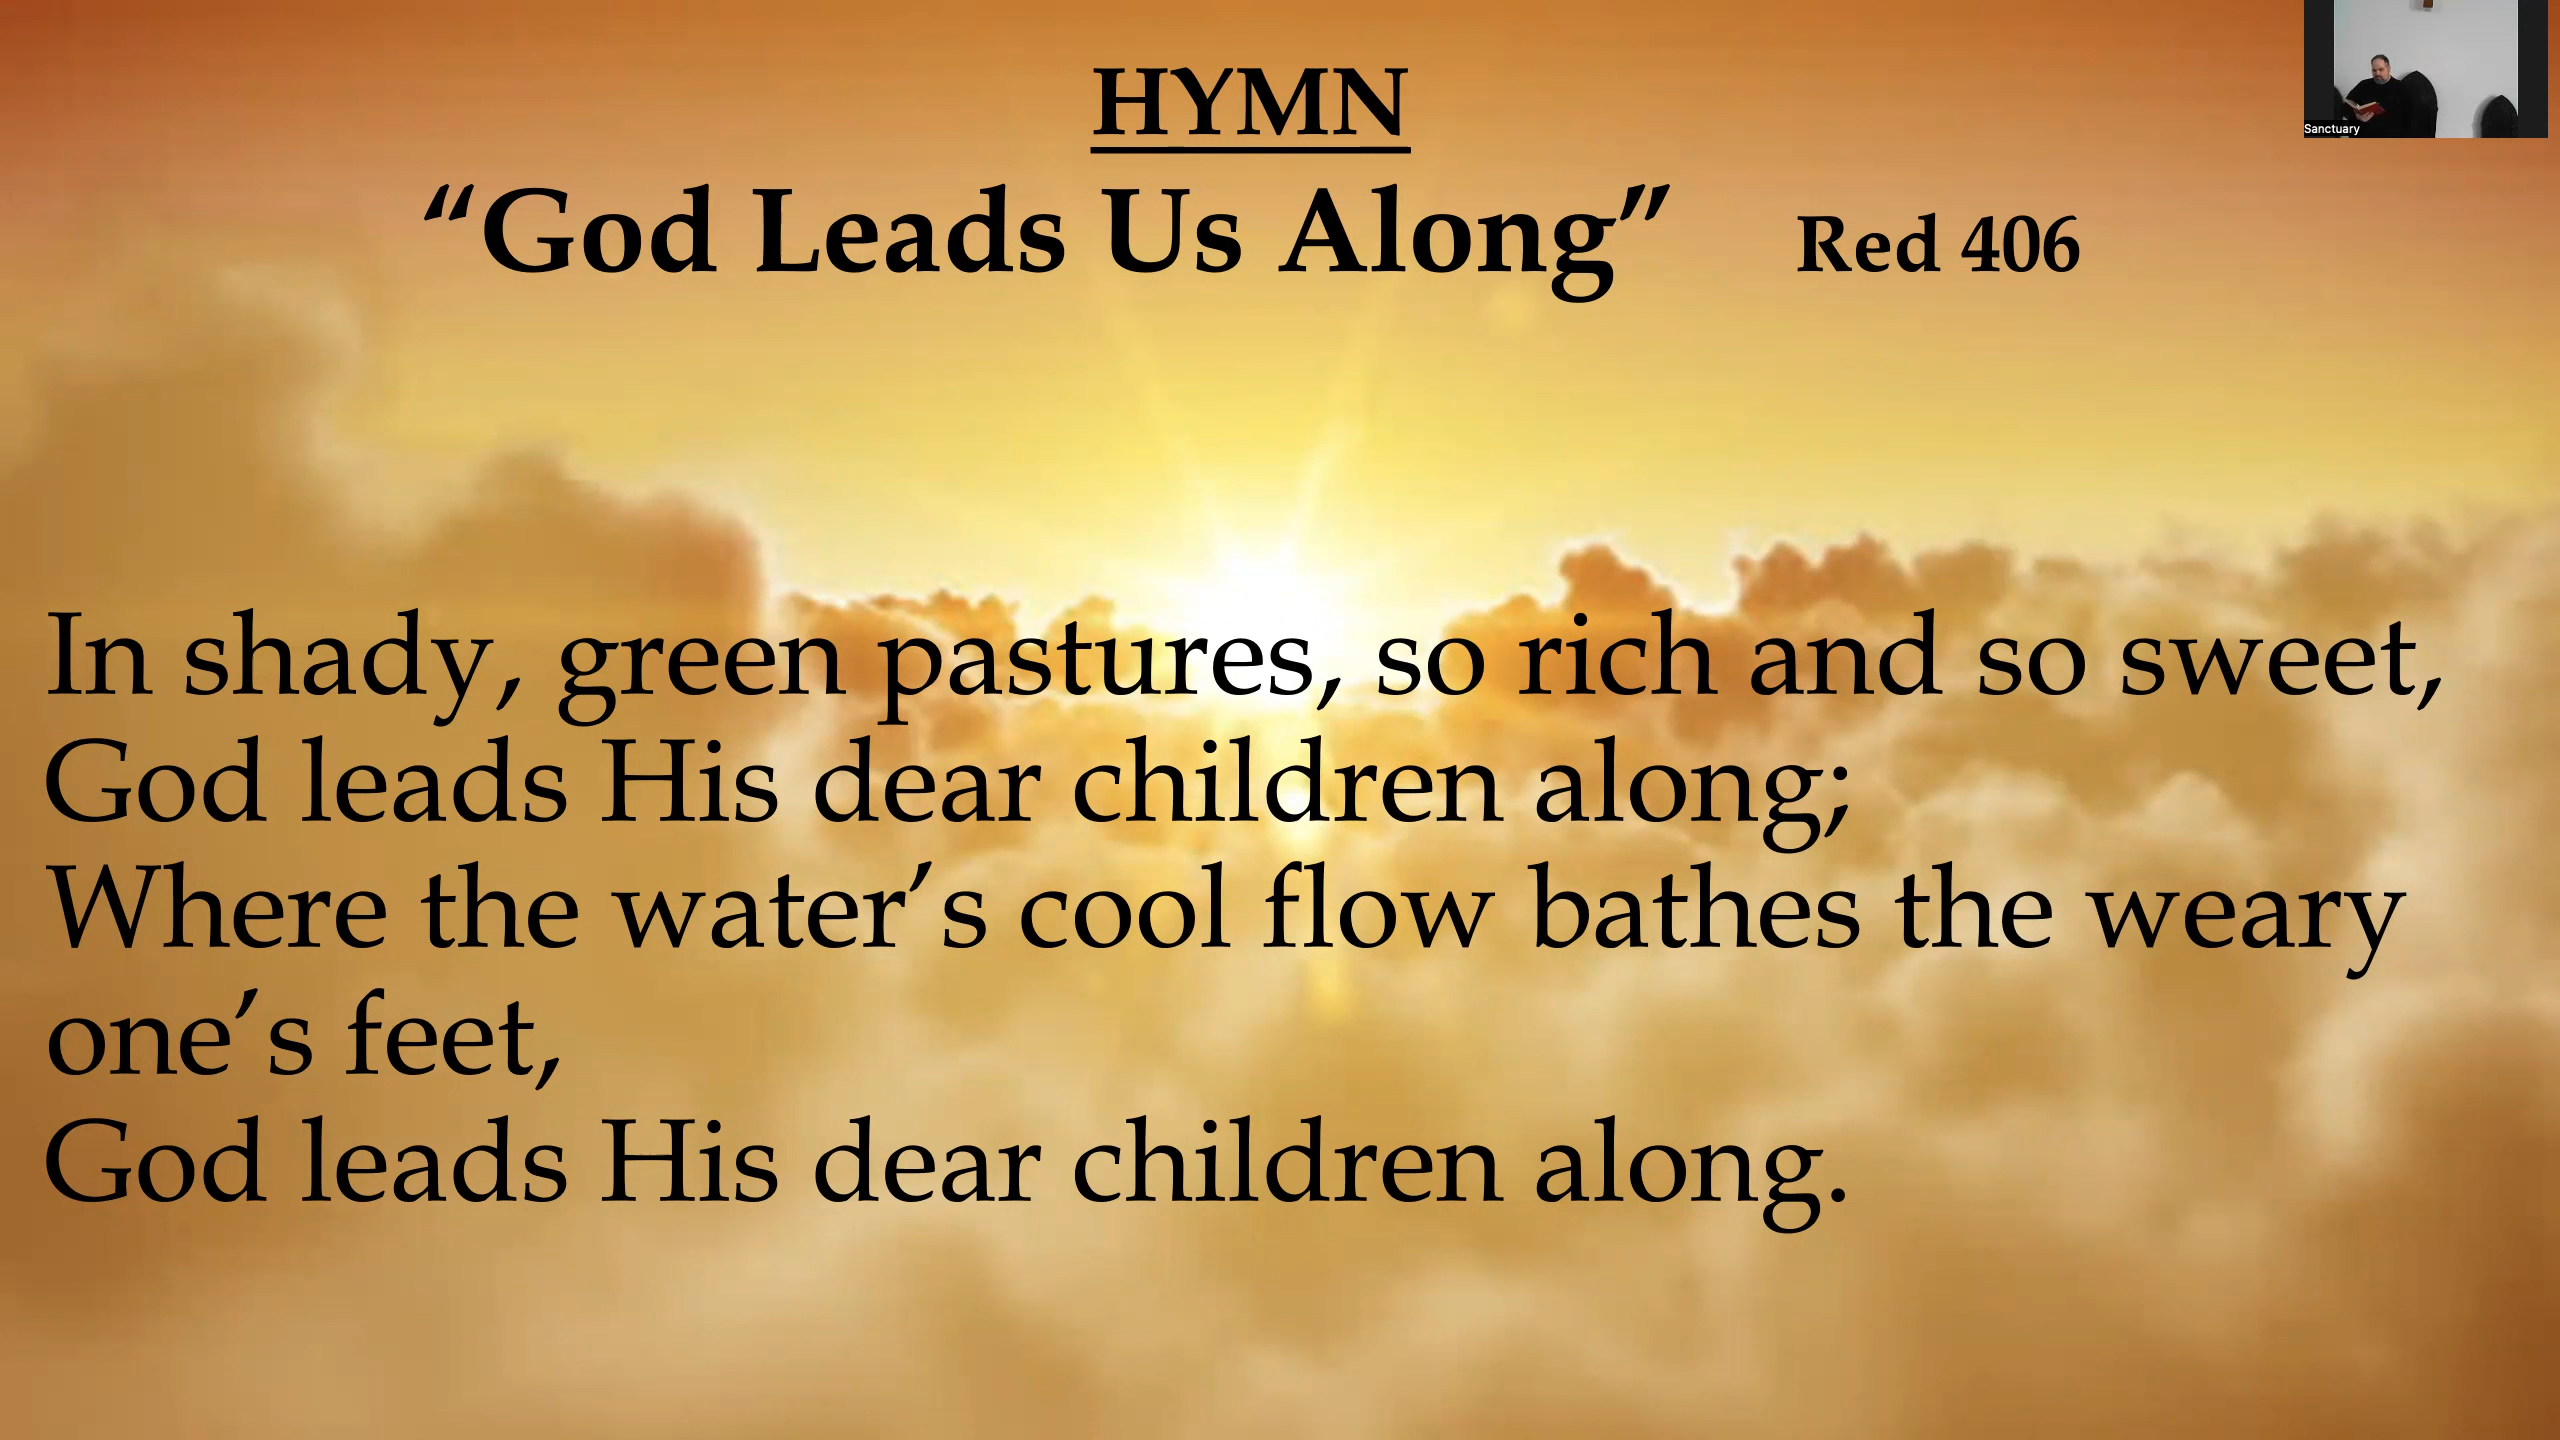 HYMN
“God Leads Us Along” Red 406
Sanctuary
In shady, green pastures, so rich and so sweet,
God leads His dear children along;
Where the water’s cool flow bathes the weary
one’s feet,
God leads His dear children along.